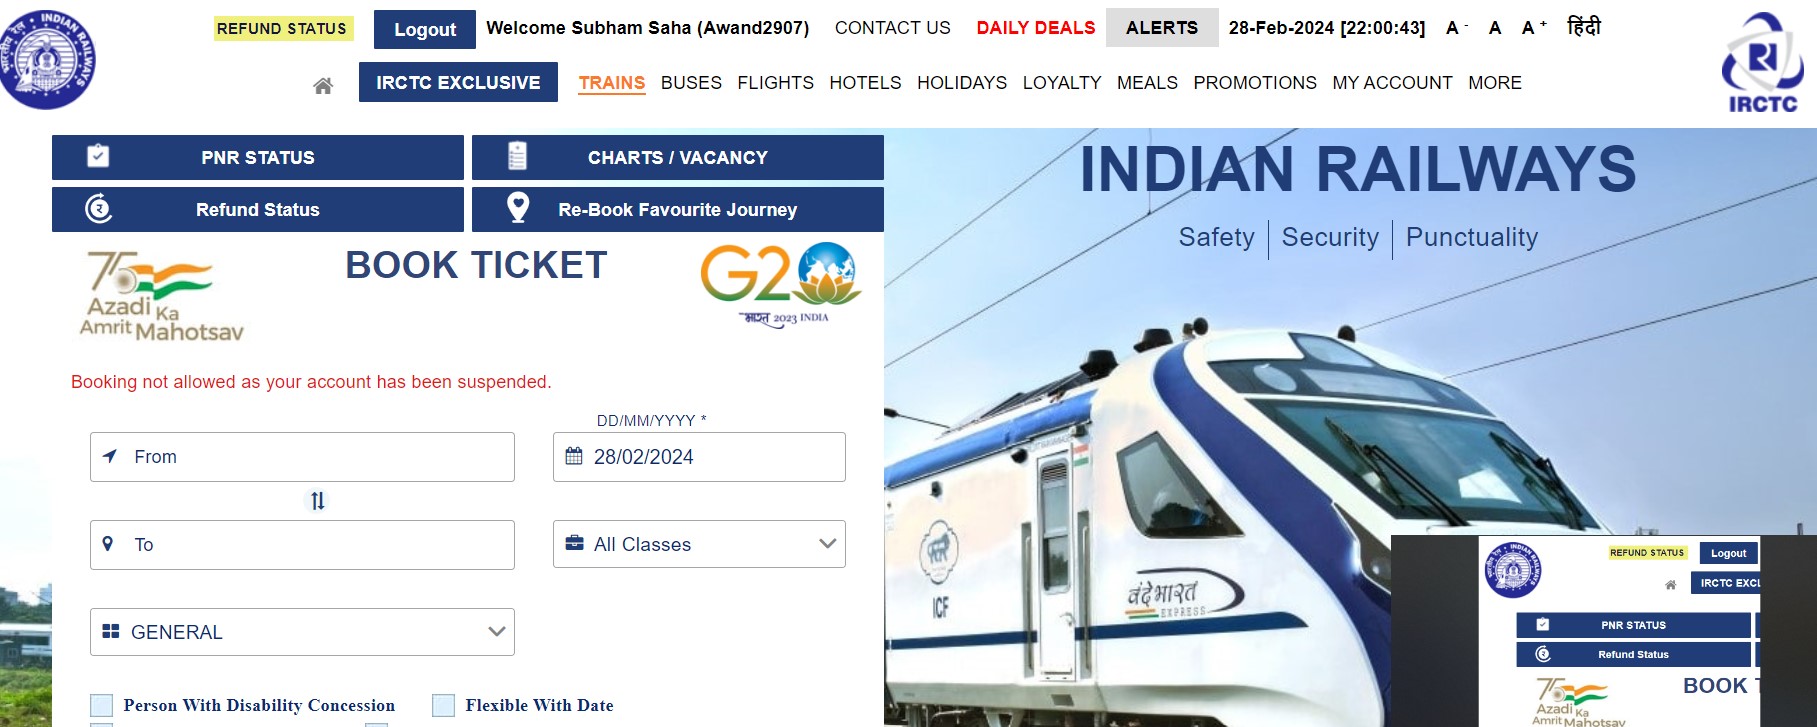 REFUND STATUS Logout Welcome Subham Saha (Awand2907) CONTACT US DAILY DEALS ALERTS 28-Feb-2024 [22:00:43] A - A A + हिंदी
IRCTC EXCLUSIVE TRAINS BUSES FLIGHTS HOTELS HOLIDAYS LOYALTY MEALS PROMOTIONS MY ACCOUNT MORE
IRCTC
PNR STATUS CHARTS / VACANCY
Refund Status Re-Book Favourite Journey
INDIAN RAILWAYS
Safety Security Punctuality
BOOK TICKET
75 Azadi Ka
Amrit Mahotsav
G20
भारत 2023 INDIA
Booking not allowed as your account has been suspended.
DD/MM/YYYY *
From 28/02/2024
To All Classes
GENERAL
Person With Disability Concession Flexible With Date
ICF
वंदे भारत
EXPRESS
REFUND STATUS Logout
IRCTC EXCL
PNR STATUS
Refund Status
BOOK T
75 Azadi Ka
Amrit Mahotsav